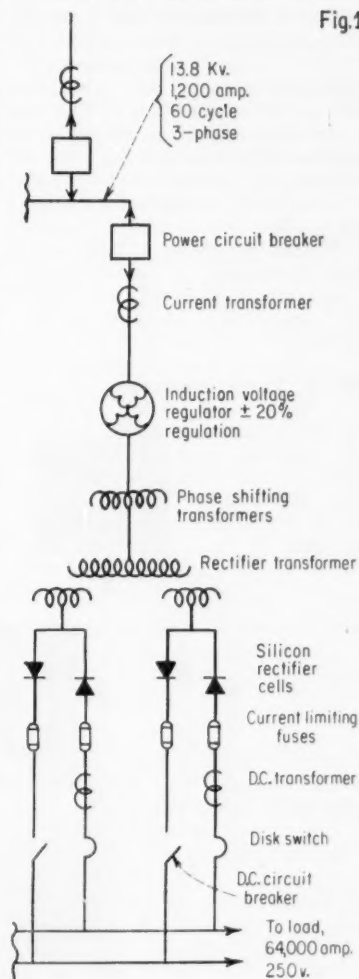 Fig.1
13.8 Kv.
1,200 amp.
60 cycle
3-phase
Power circuit breaker
Current transformer
Induction voltage
regulator ± 20%
regulation
Phase shifting
transformers
Rectifier transformer
Silicon
rectifier
cells
Current limiting
fuses
D.C. transformer
Disk switch
D.C. circuit
breaker
To load,
64,000 amp.
250 v.